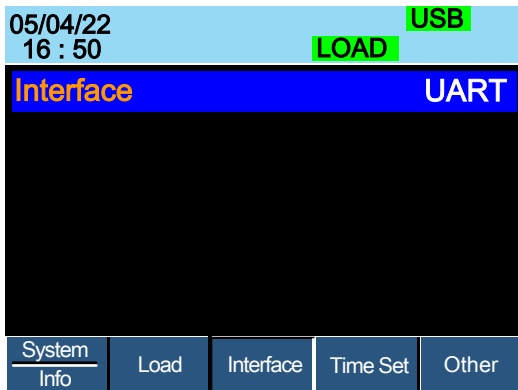 05/04/22 USB
16 : 50 LOAD
Interface UART
System
Info
Load
Interface
Time Set
Other